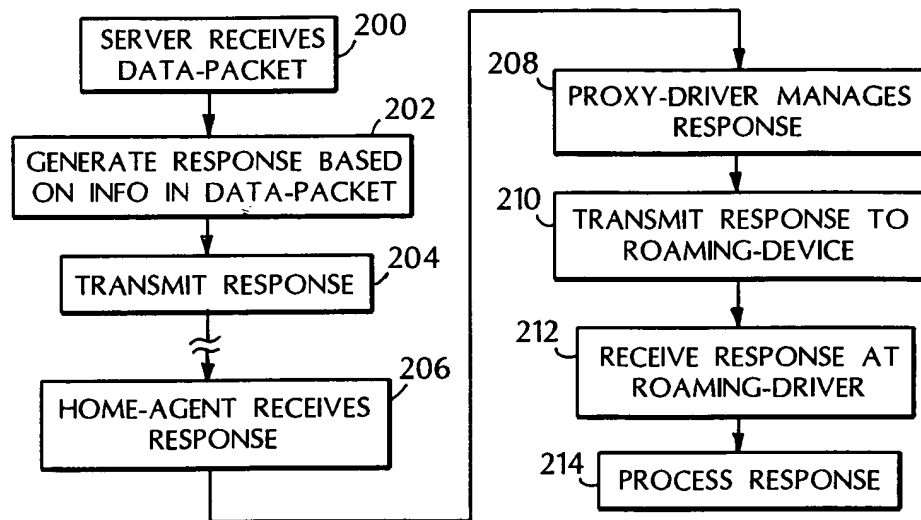 200
SERVER RECEIVES
DATA-PACKET
202
GENERATE RESPONSE BASED
ON INFO IN DATA-PACKET
204
TRANSMIT RESPONSE
206
HOME-AGENT RECEIVES
RESPONSE
208
PROXY-DRIVER MANAGES
RESPONSE
210
TRANSMIT RESPONSE TO
ROAMING-DEVICE
212
RECEIVE RESPONSE AT
ROAMING-DRIVER
214
PROCESS RESPONSE